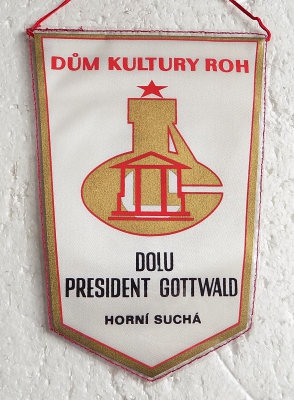 DŮM KULTURY ROH
DOLU
PRESIDENT GOTTWALD
HORNÍ SUCHÁ